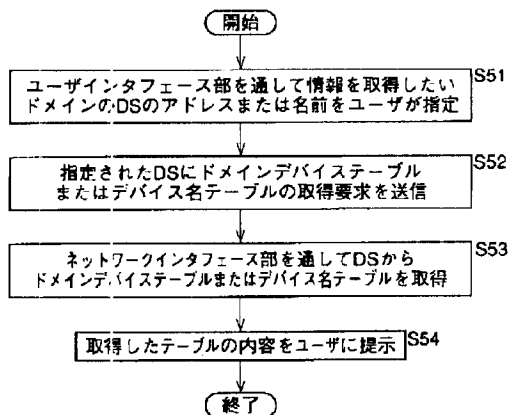 開始
S51
ユーザインタフェース部を通して情報を取得したい
ドメインのDSのアドレスまたは名前をユーザが指定
S52
指定されたDSにドメインデバイステーブル
またはデバイス名テーブルの取得要求を送信
S53
ネットワークインタフェース部を通してDSから
ドメインデバイステーブルまたはデバイス名テーブルを取得
S54
取得したテーブルの内容をユーザに提示
終了